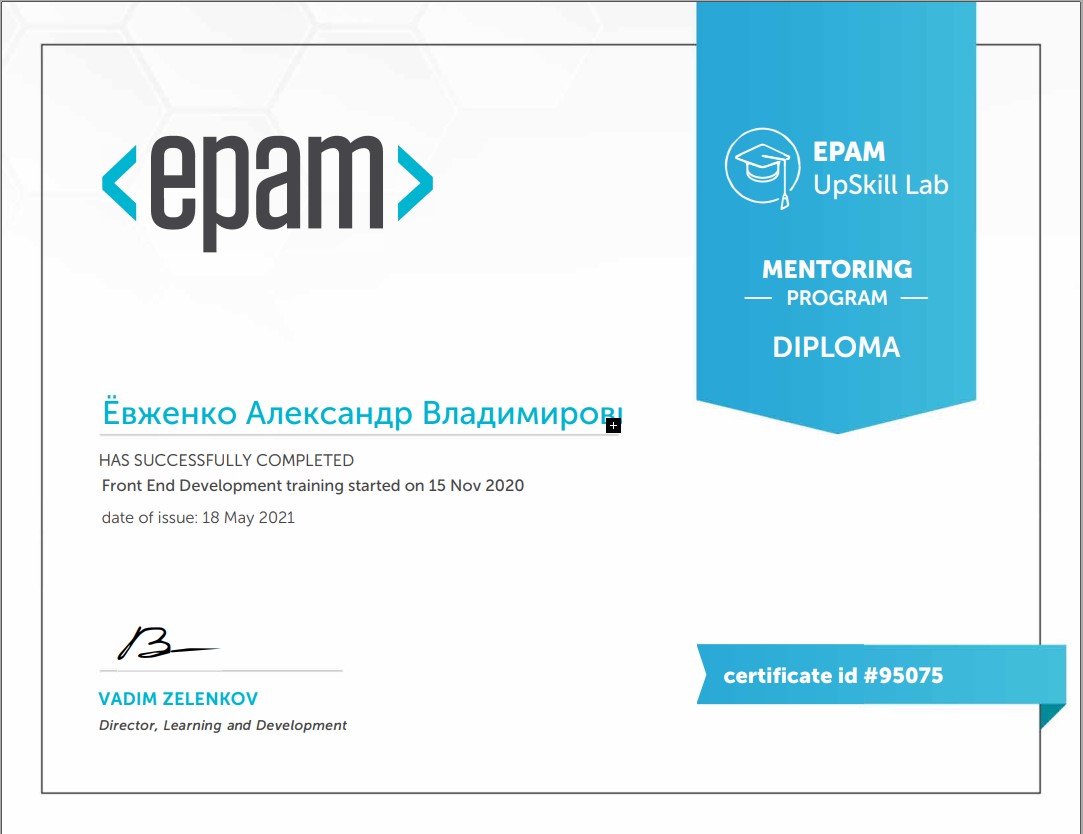 <epam>
EPAM
UpSkill Lab
MENTORING
PROGRAM
DIPLOMA
Ёвженко Александр
HAS SUCCESSFULLY COMPLETED
Front End Development training started on 15 Nov 2020
date of issue: 18 May 2021
VADIM ZELENKOV
Director, Learning and Development
certificate id #95075